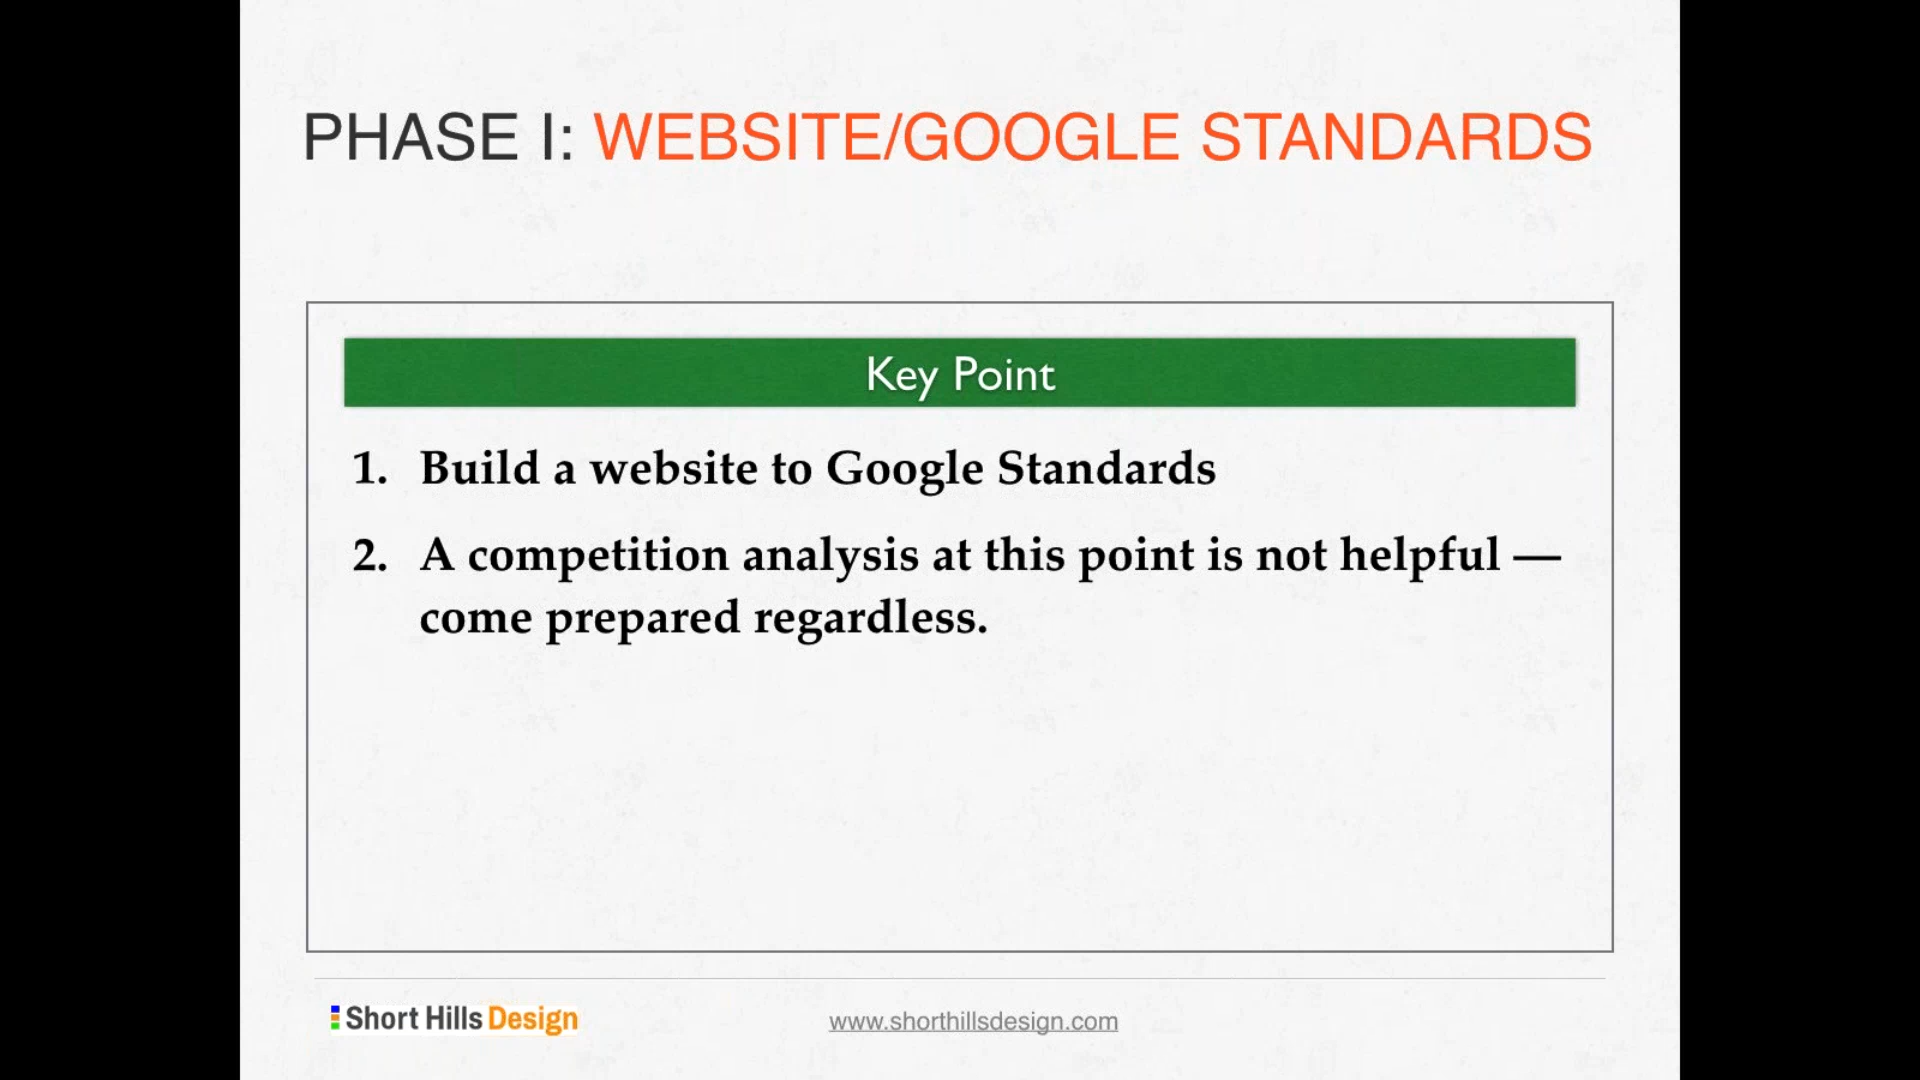 PHASE I: WEBSITE/GOOGLE STANDARDS
Key Point
1. Build a website to Google Standards
2. A competition analysis at this point is not helpful —
come prepared regardless.
Short Hills Design
www.shorthillsdesign.com